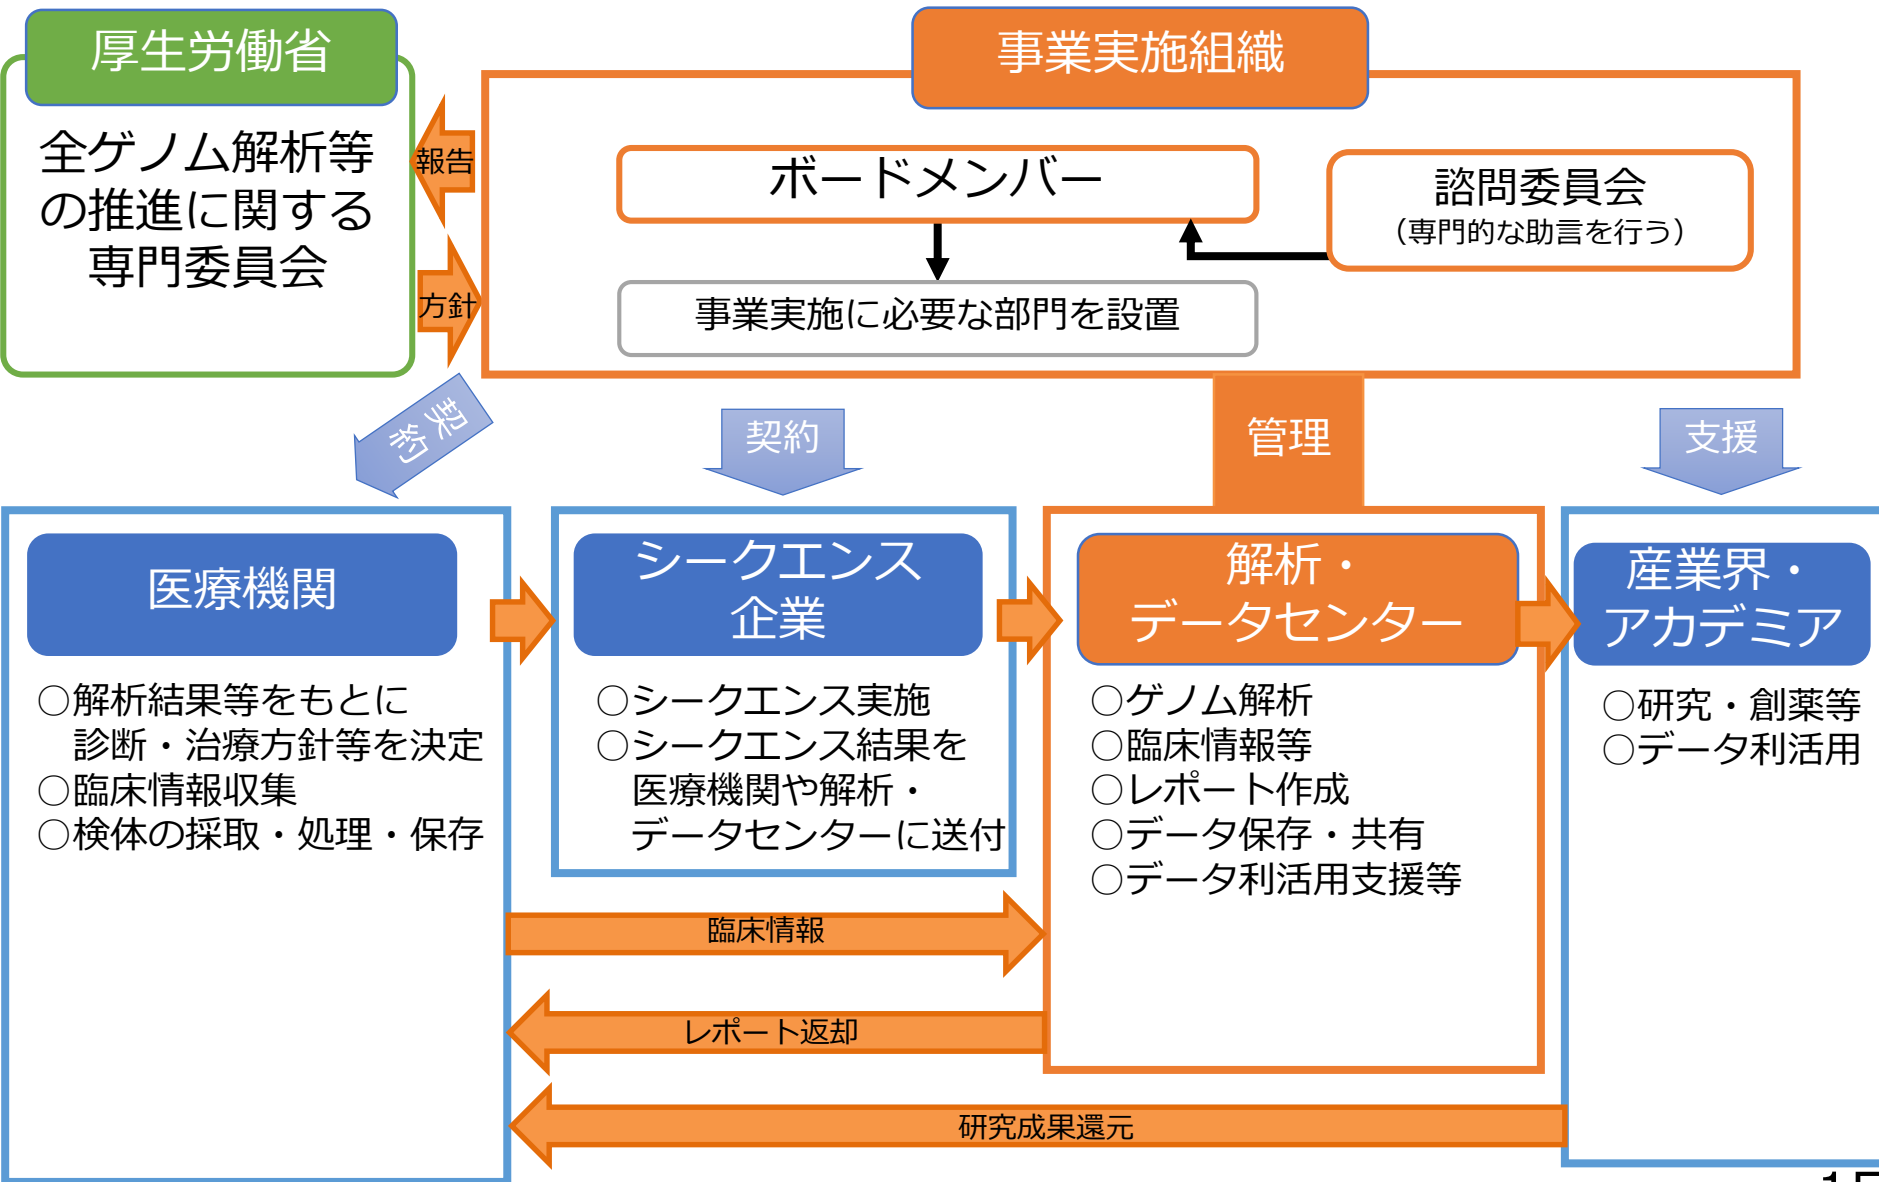 厚生労働省
全ゲノム解析等
の推進に関する
専門委員会
報告
方針
事業実施組織
ボードメンバー
諮問委員会
（専門的な助言を行う）
事業実施に必要な部門を設置
契約
契約
管理
支援
医療機関
○解析結果等をもとに
診断・治療方針等を決定
○臨床情報収集
○検体の採取・処理・保存
シークエンス
企業
○シークエンス実施
○シークエンス結果を
医療機関や解析・
データセンターに送付
解析・
データセンター
○ゲノム解析
○臨床情報等
○レポート作成
○データ保存・共有
○データ利活用支援等
産業界・
アカデミア
○研究・創薬等
○データ利活用
臨床情報
レポート返却
研究成果還元